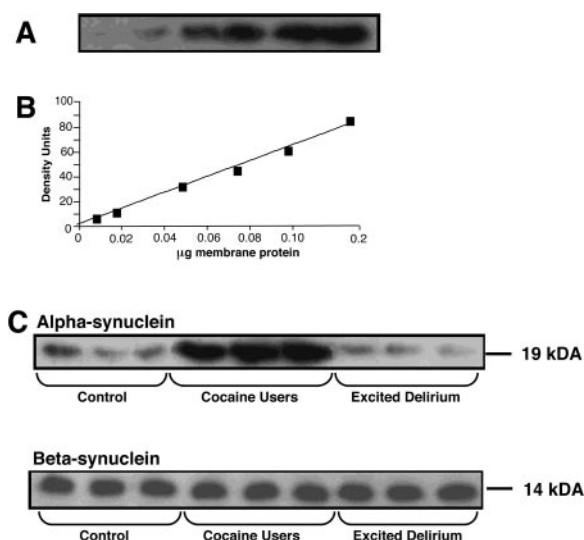 A
B
100
80
60
40
20
0
Density Units
0 0.02 0.04 0.06 0.08 0.10 0.2
µg membrane protein
C
Alpha-synuclein
19 kDA
Control Cocaine Users Excited Delirium
Beta-synuclein
14 kDA
Control Cocaine Users Excited Delirium